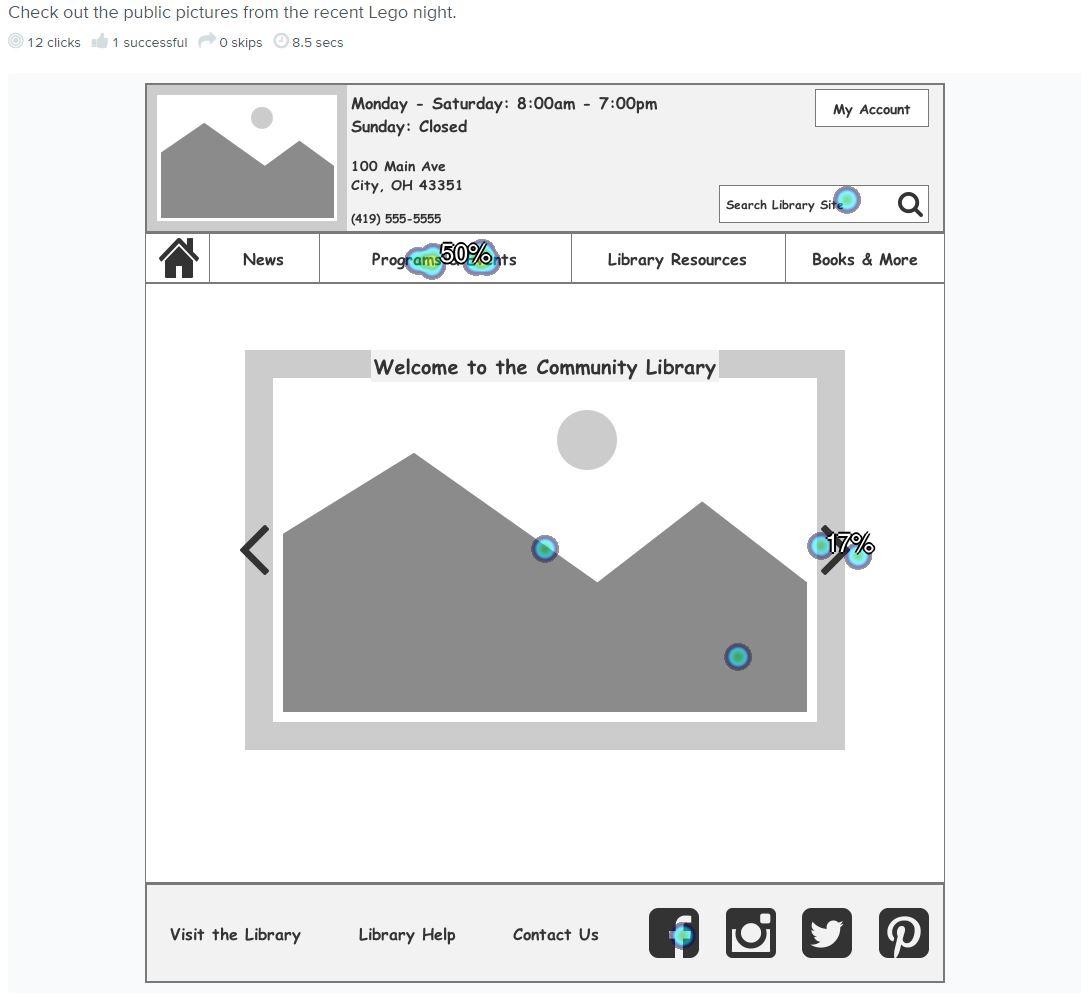 Check out the public pictures from the recent Lego night.
12 clicks 1 successful 0 skips 8.5 secs
Monday - Saturday: 8:00am - 7:00pm
Sunday: Closed
My Account
100 Main Ave
City, OH 43351
(419) 555-5555
Search Library Site
News
Programs
50%
Library Resources
Books & More
Welcome to the Community Library
17%
Visit the Library
Library Help
Contact Us